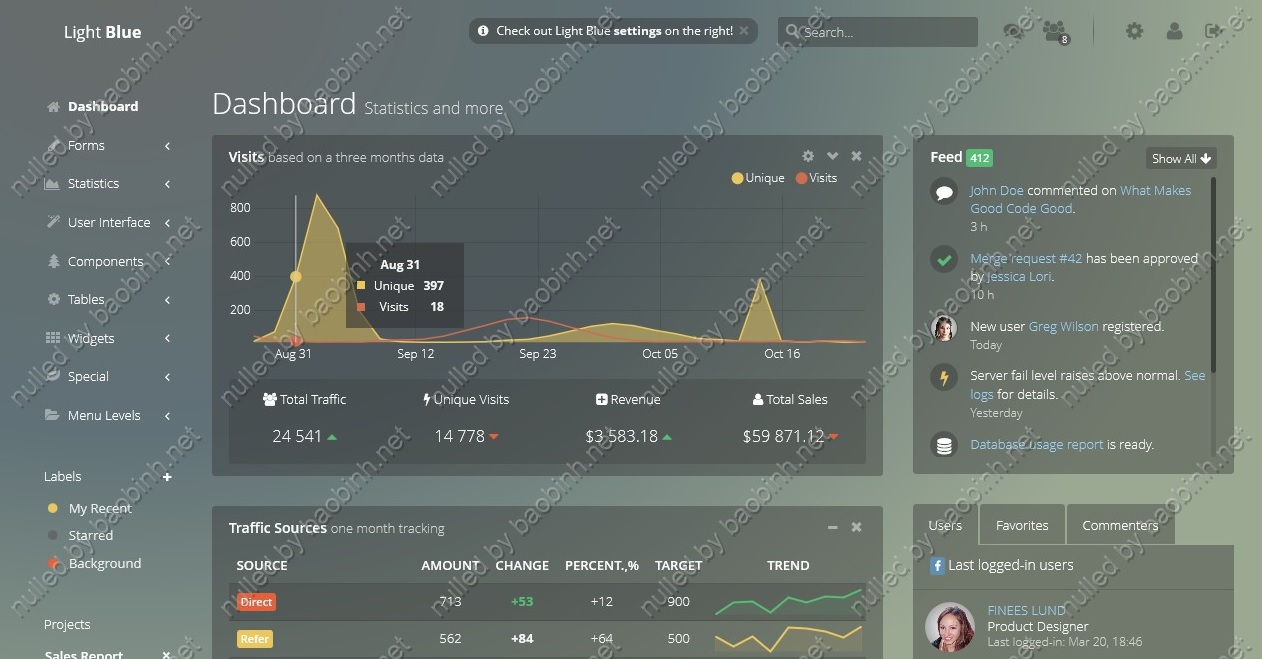 Light Blue
Check out Light Blue settings on the right!
Search...
8
Dashboard
Forms
Statistics
User Interface
Components
Tables
Widgets
Special
Menu Levels
Labels
My Recent
Starred
Background
Projects
Sales Report
Dashboard Statistics and more
Visits based on a three months data
Unique Visits
800
600
400
200
Aug 31
Unique 397
Visits 18
Aug 31 Sep 12 Sep 23 Oct 05 Oct 16
Total Traffic Unique Visits Revenue Total Sales
24 541 14 778 $3 583.18 $59 871.12
Traffic Sources one month tracking
SOURCE AMOUNT CHANGE PERCENT.,% TARGET TREND
Direct 713 +53 +12 900
Refer 562 +84 +64 500
Feed 412 Show All
John Doe commented on What Makes
Good Code Good.
3 h
Merge request #42 has been approved
by Jessica Lori.
10 h
New user Greg Wilson registered.
Today
Server fail level raises above normal. See
logs for details.
Yesterday
Database usage report is ready.
Users Favorites Commenters
Last logged-in users
FINEES LUND
Product Designer
Last logged-in: Mar 20, 18:46
nulled by baobinh.net